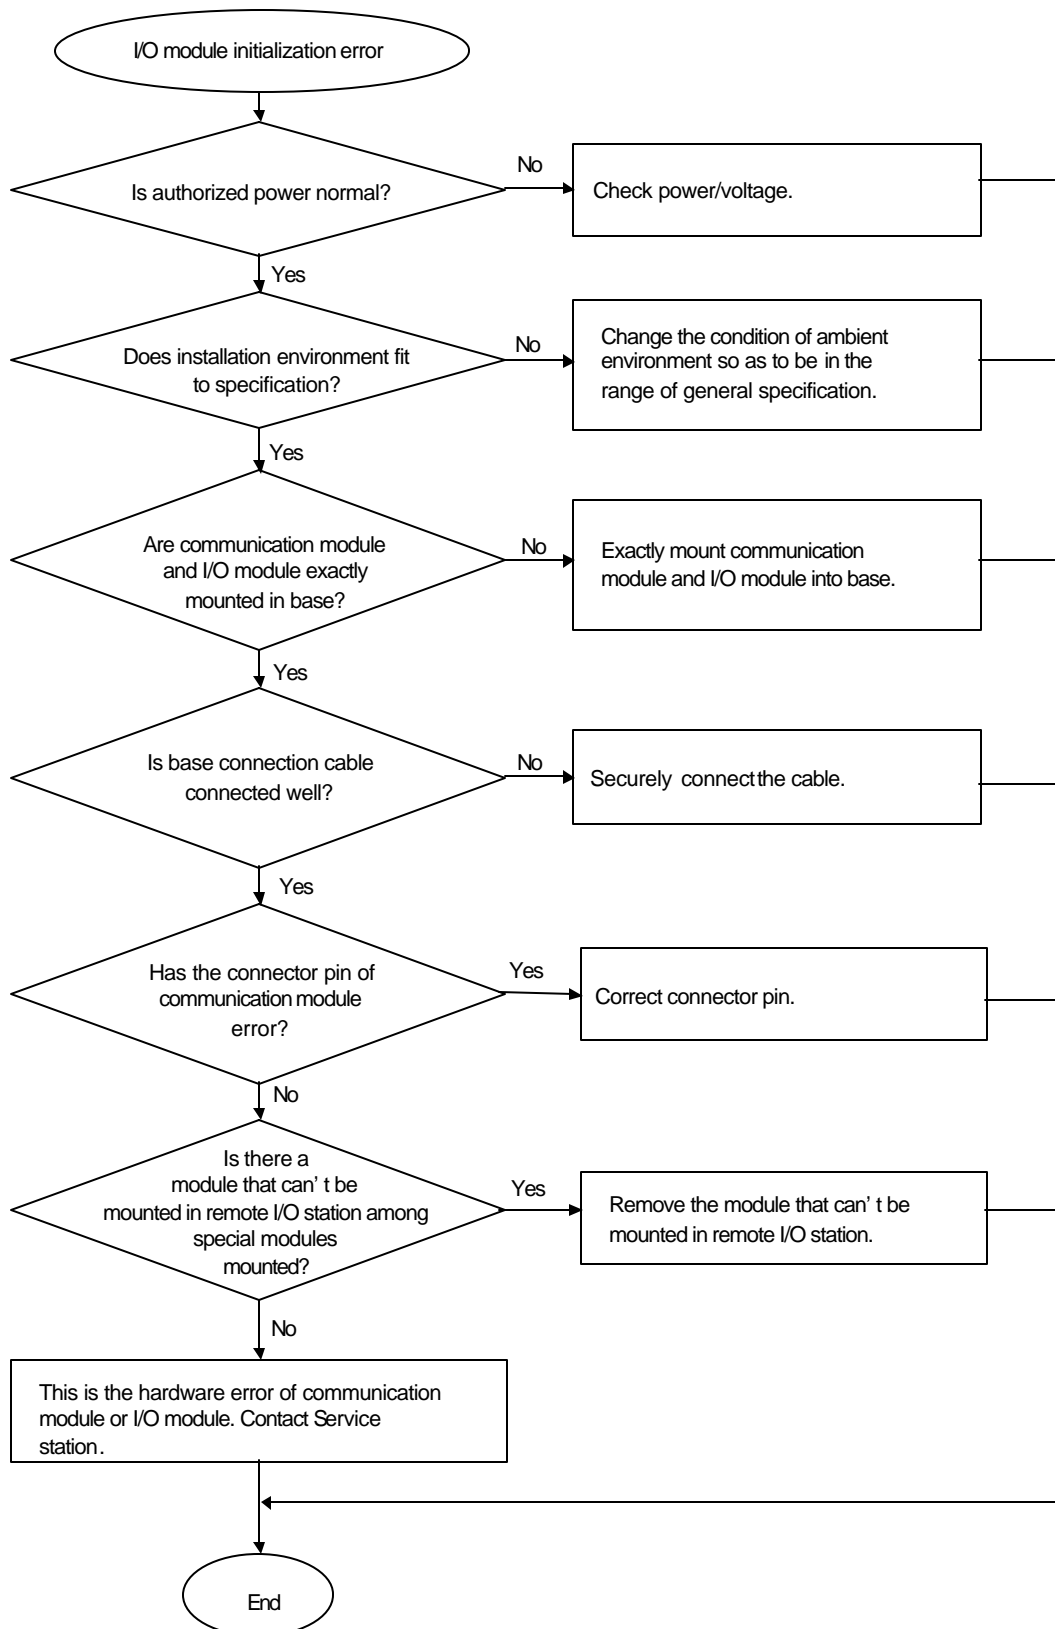 I/O module initialization error
Is authorized power normal?
No
Check power/voltage.
Yes
Does installation environment fit
to specification?
No
Change the condition of ambient
environment so as to be in the
range of general specification.
Yes
Are communication module
and I/O module exactly
mounted in base?
No
Exactly mount communication
module and I/O module into base.
Yes
Is base connection cable
connected well?
No
Securely connect the cable.
Yes
Has the connector pin of
communication module
error?
Yes
Correct connector pin.
No
Is there a
module that can’ t be
mounted in remote I/O station among
special modules
mounted?
Yes
Remove the module that can’ t be
mounted in remote I/O station.
No
This is the hardware error of communication
module or I/O module. Contact Service
station.
End